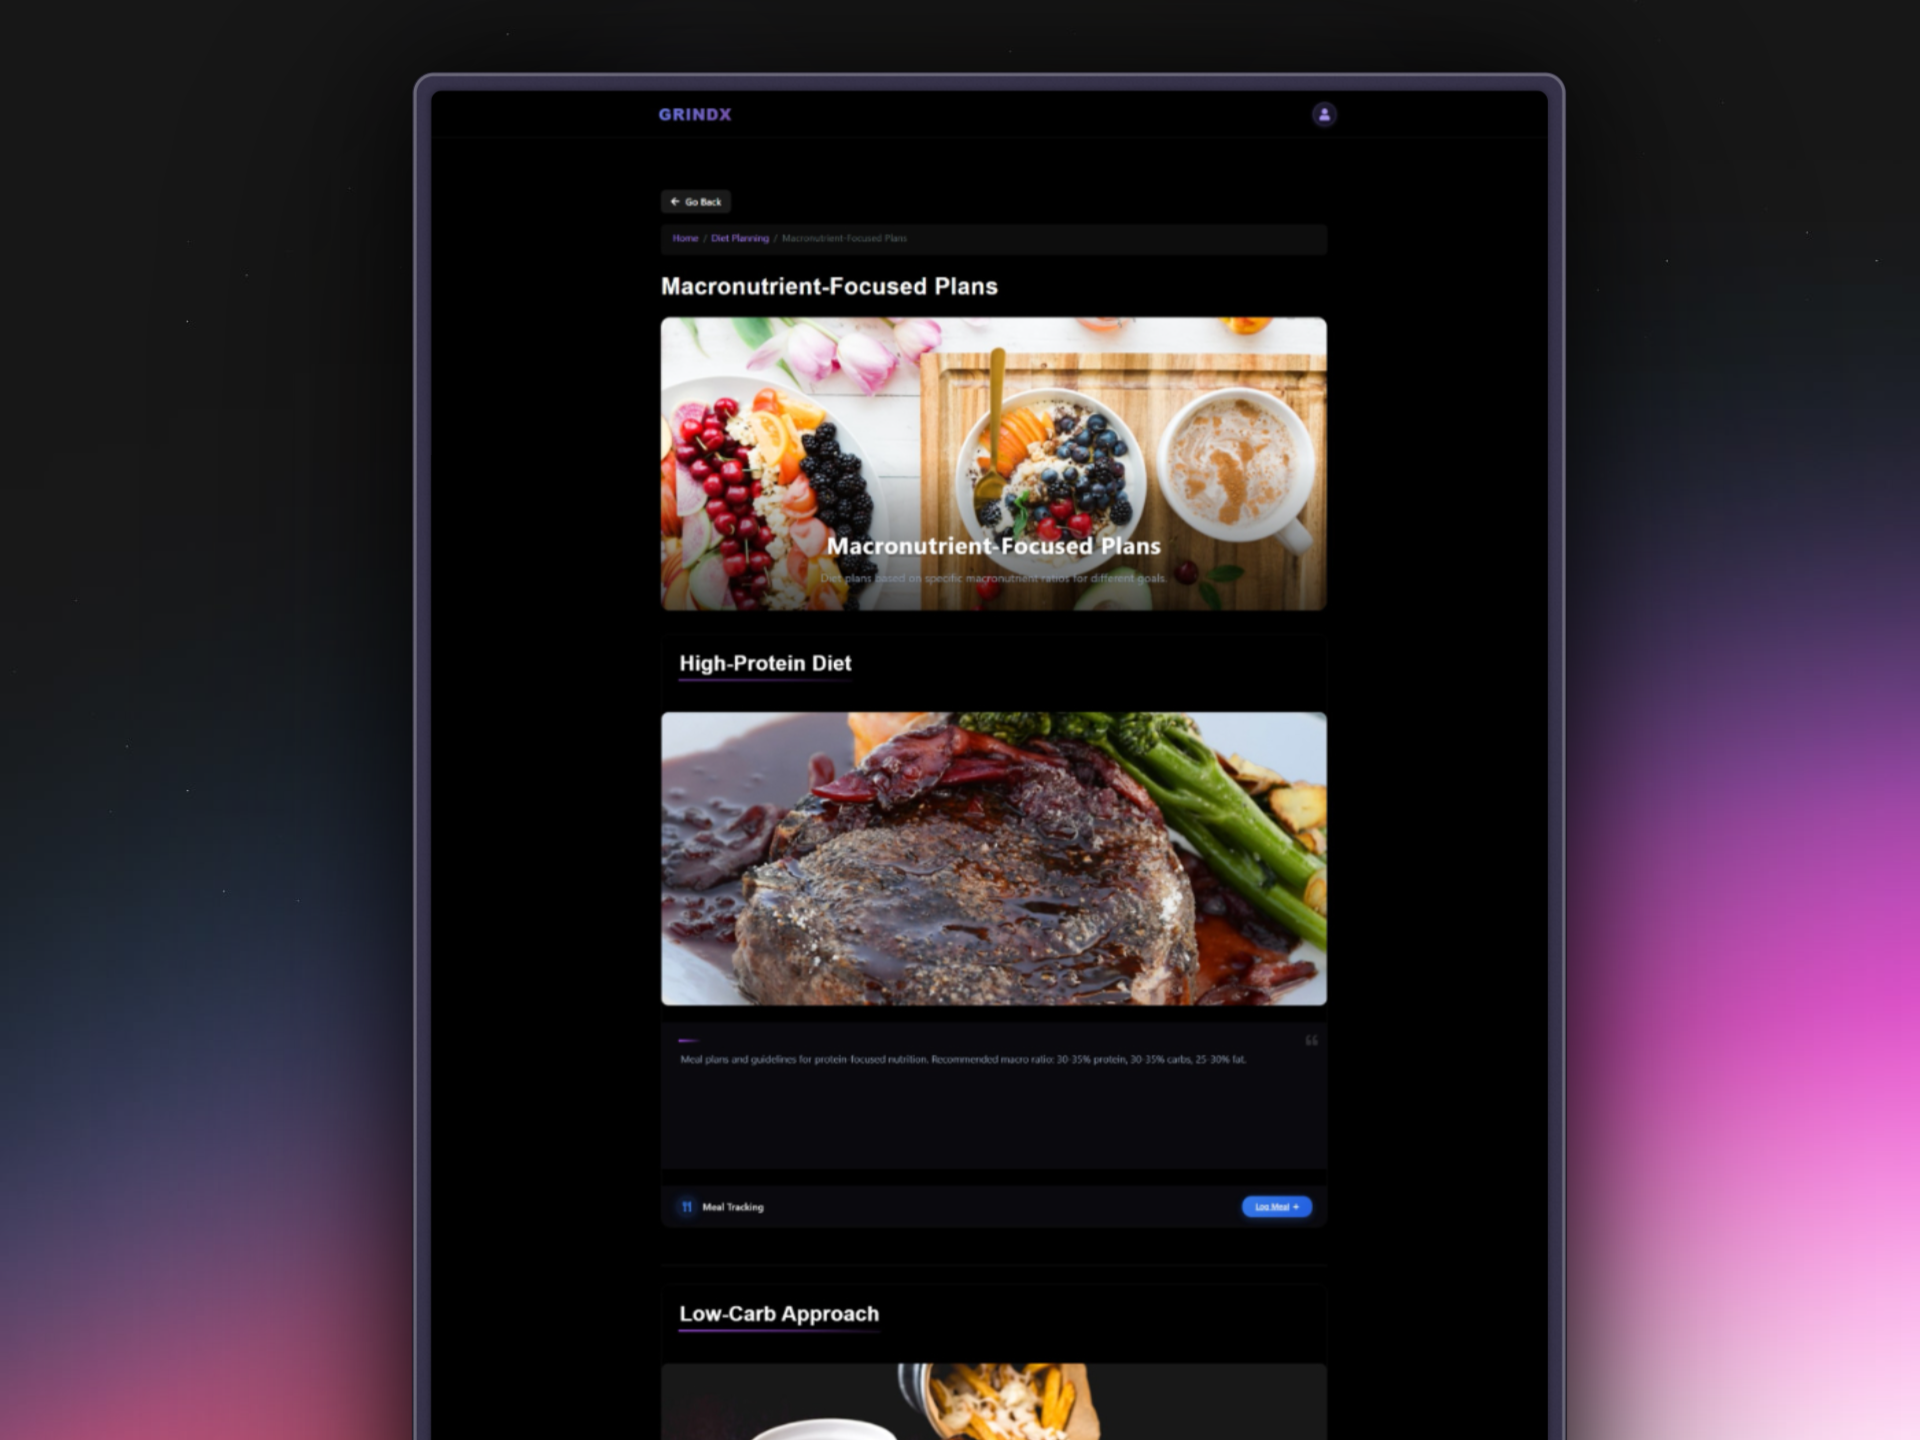 GRINDX
← Go Back
Home / Diet Planning / Macronutrient-Focused Plans
Macronutrient-Focused Plans
Macronutrient-Focused Plans
Diet plans based on specific macronutrient ratios for different goals.
High-Protein Diet
Meal plans and guidelines for protein-focused nutrition. Recommended macro ratio: 30-35% protein, 30-35% carbs, 25-30% fat.
Meal Tracking
Log Meal →
Low-Carb Approach